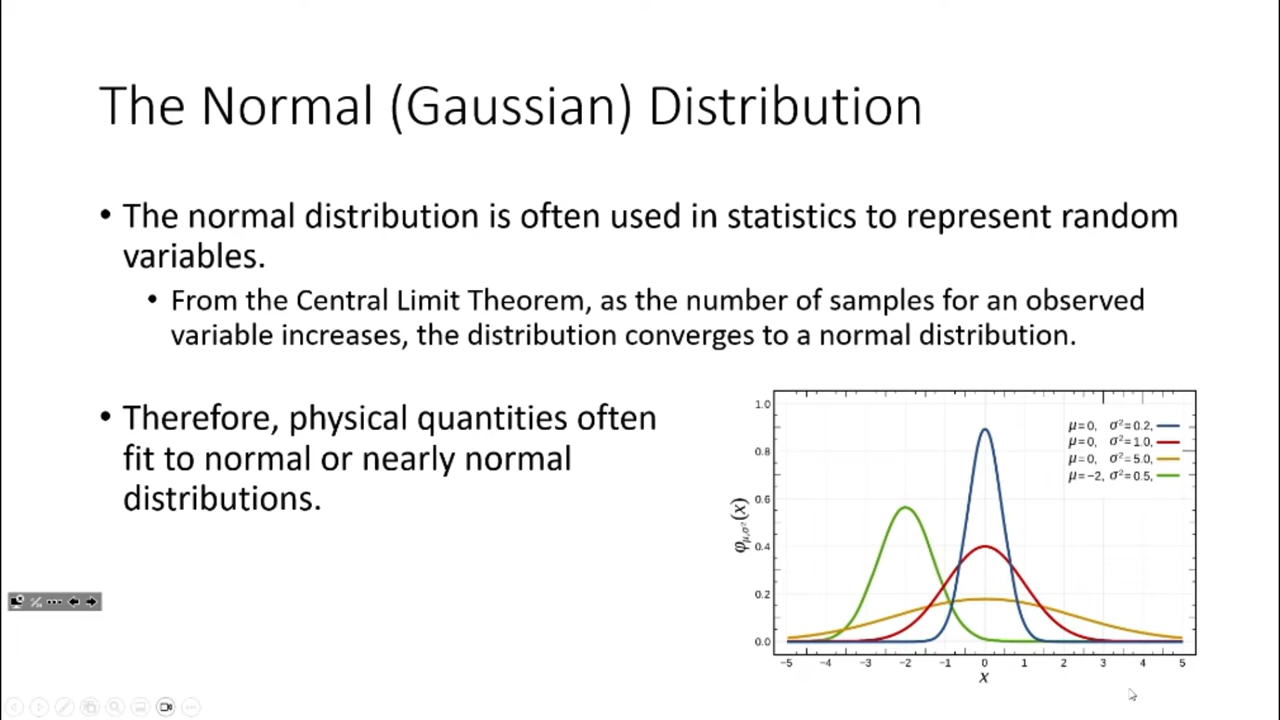 The Normal (Gaussian) Distribution
• The normal distribution is often used in statistics to represent random
variables.
• From the Central Limit Theorem, as the number of samples for an observed
variable increases, the distribution converges to a normal distribution.
• Therefore, physical quantities often
fit to normal or nearly normal
distributions.
φμ,σ²(x)
1.0
0.8
0.6
0.4
0.2
0.0
μ=0, σ²=0.2,
μ=0, σ²=1.0,
μ=0, σ²=5.0,
μ=−2, σ²=0.5,
−5 −4 −3 −2 −1 0 1 2 3 4 5
x